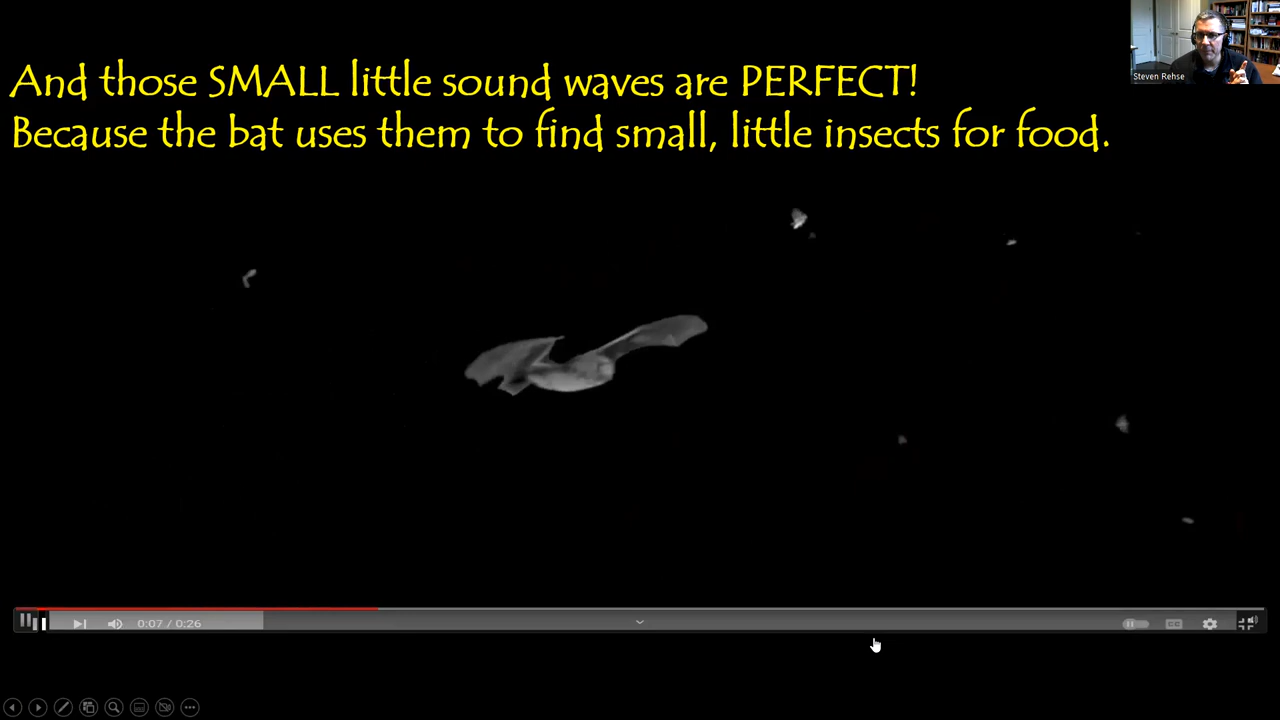 Steven Rehse
And those SMALL little sound waves are PERFECT!
Because the bat uses them to find small, little insects for food.
0:07 / 0:26
CC